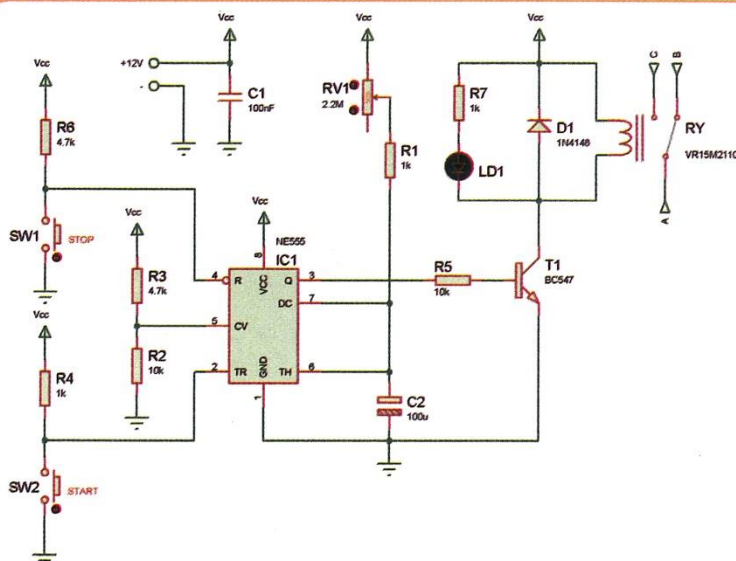 Vcc
Vcc
Vcc
Vcc
+12V
-
C1
100nF
RV1
2.2M
R7
1k
D1
1N4148
LD1
C
B
RY
VR15M2110
A
R6
4.7k
R1
1k
SW1
STOP
Vcc
Vcc
NE555
IC1
R3
4.7k
4
R
8
VCC
Q
3
DC
7
R5
10k
T1
BC547
Vcc
5
CV
R2
10k
R4
1k
2
TR
GND
1
TH
6
C2
100u
SW2
START